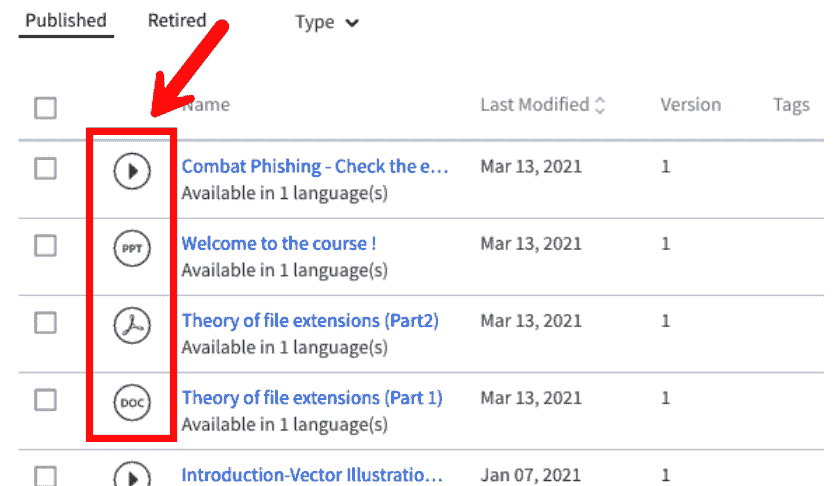 Published Retired Type
Name Last Modified Version Tags
Combat Phishing - Check the e... Mar 13, 2021 1
Available in 1 language(s)
PPT Welcome to the course ! Mar 13, 2021 1
Available in 1 language(s)
Theory of file extensions (Part2) Mar 13, 2021 1
Available in 1 language(s)
DOC Theory of file extensions (Part 1) Mar 13, 2021 1
Available in 1 language(s)
Introduction-Vector Illustratio... Jan 07, 2021 1